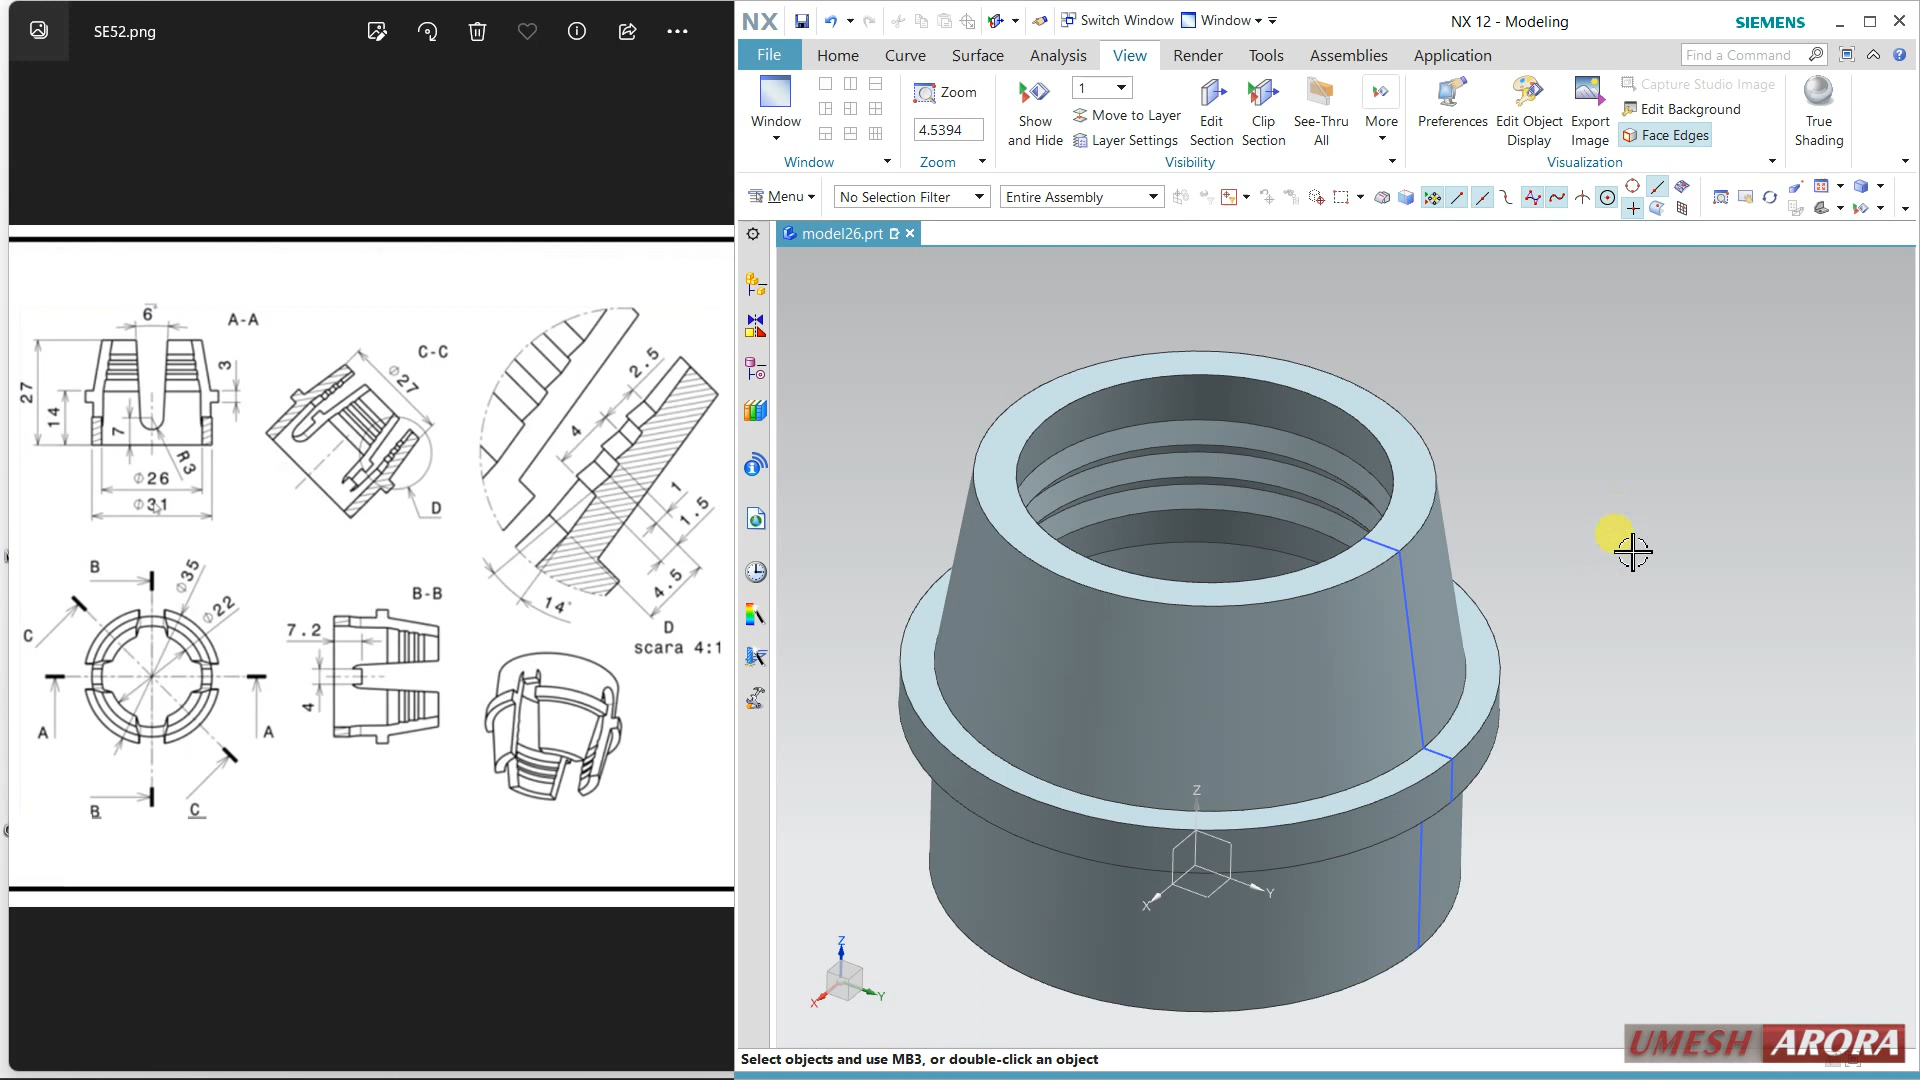 SE52.png
6°
A-A
3
27
14
7
R3
Ø26
Ø31
C-C
Ø27
D
2.5
4
1
1.5
4.5
14°
D
scara 4:1
B
Ø35
Ø22
C
A
A
B
C
B-B
7.2
4
NX
Switch Window
Window
NX 12 - Modeling
SIEMENS
File
Home
Curve
Surface
Analysis
View
Render
Tools
Assemblies
Application
Find a Command
Window
Zoom
4.5394
Show and Hide
1
Move to Layer
Layer Settings
Edit Section
Clip Section
See-Thru All
More
Preferences
Edit Object Display
Export Image
Capture Studio Image
Edit Background
Face Edges
True Shading
Window
Zoom
Visibility
Visualization
Menu
No Selection Filter
Entire Assembly
model26.prt
Z
X
Y
Z
X
Y
UMESH ARORA
Select objects and use MB3, or double-click an object